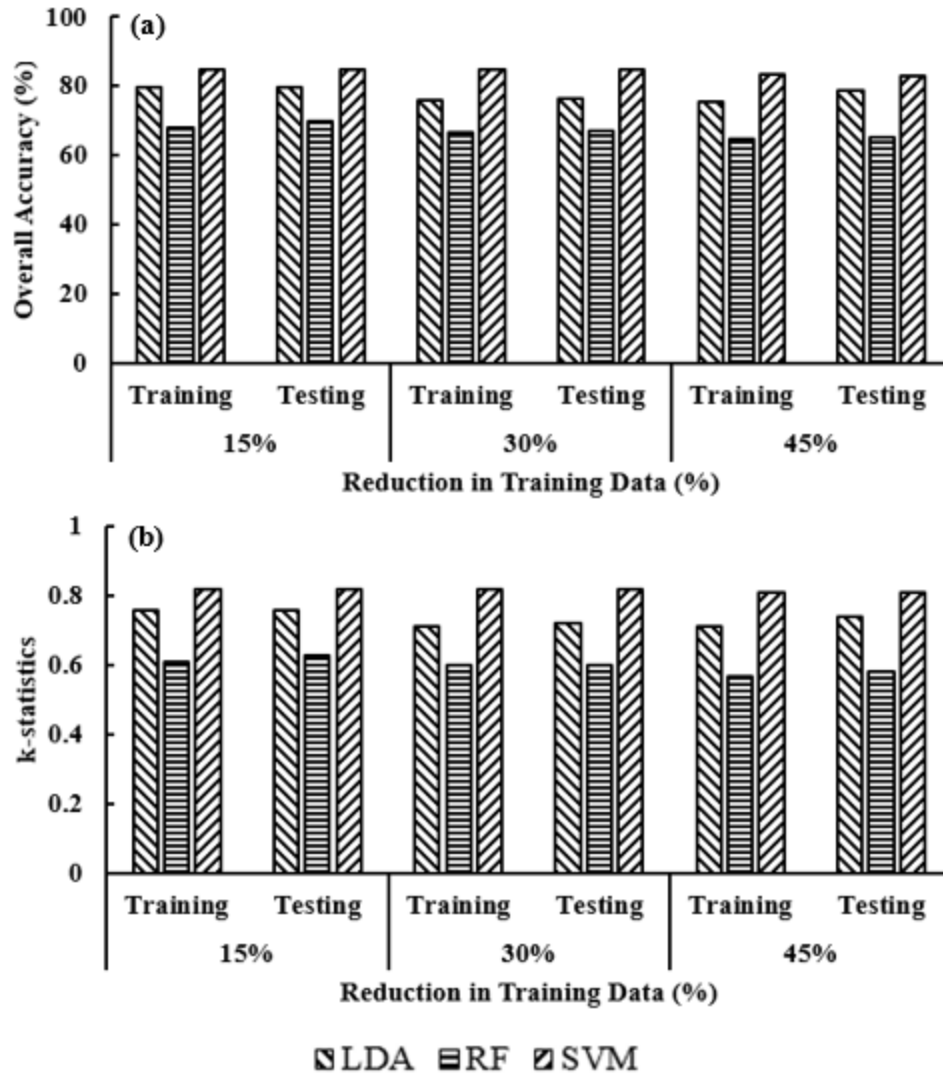 (a)
Overall Accuracy (%)
100
80
60
40
20
0
Training Testing Training Testing Training Testing
15% 30% 45%
Reduction in Training Data (%)
(b)
k-statistics
1
0.8
0.6
0.4
0.2
0
Training Testing Training Testing Training Testing
15% 30% 45%
Reduction in Training Data (%)
LDA RF SVM